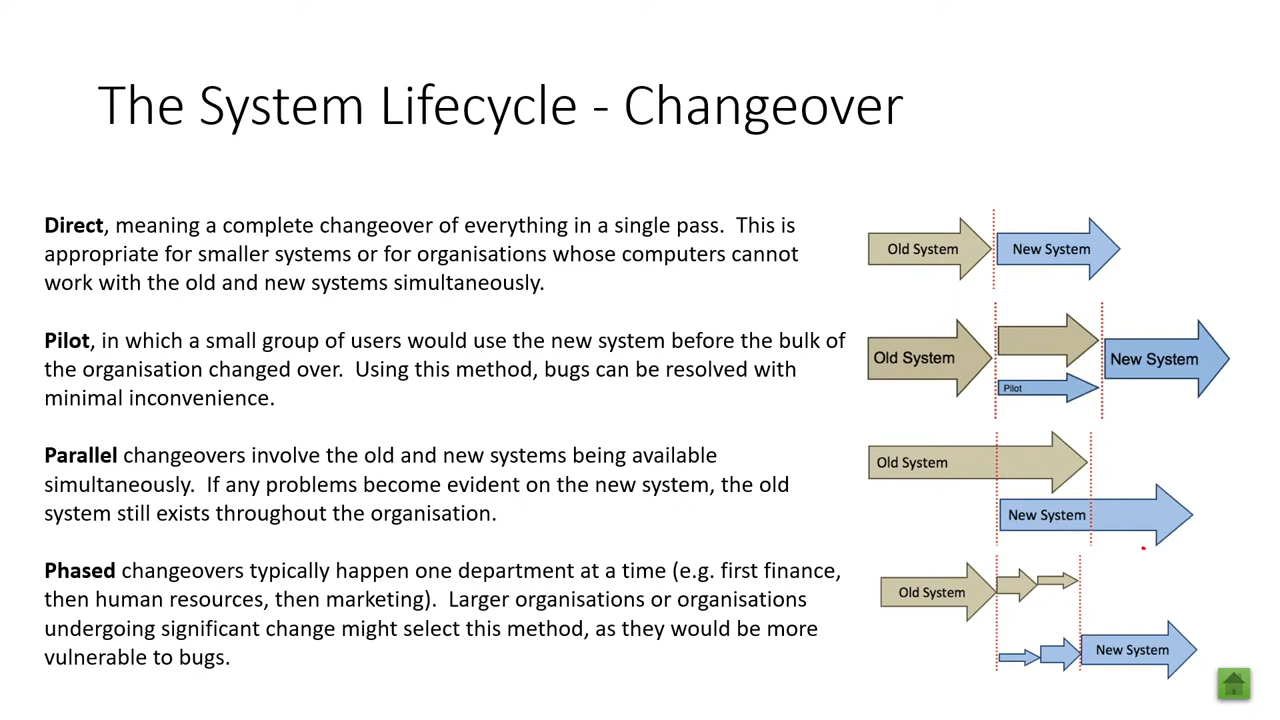 The System Lifecycle - Changeover
Direct, meaning a complete changeover of everything in a single pass.  This is
appropriate for smaller systems or for organisations whose computers cannot
work with the old and new systems simultaneously.
Old System
New System
Pilot, in which a small group of users would use the new system before the bulk of
the organisation changed over.  Using this method, bugs can be resolved with
minimal inconvenience.
Old System
Pilot
New System
Parallel changeovers involve the old and new systems being available
simultaneously.  If any problems become evident on the new system, the old
system still exists throughout the organisation.
Old System
New System
Phased changeovers typically happen one department at a time (e.g. first finance,
then human resources, then marketing).  Larger organisations or organisations
undergoing significant change might select this method, as they would be more
vulnerable to bugs.
Old System
New System